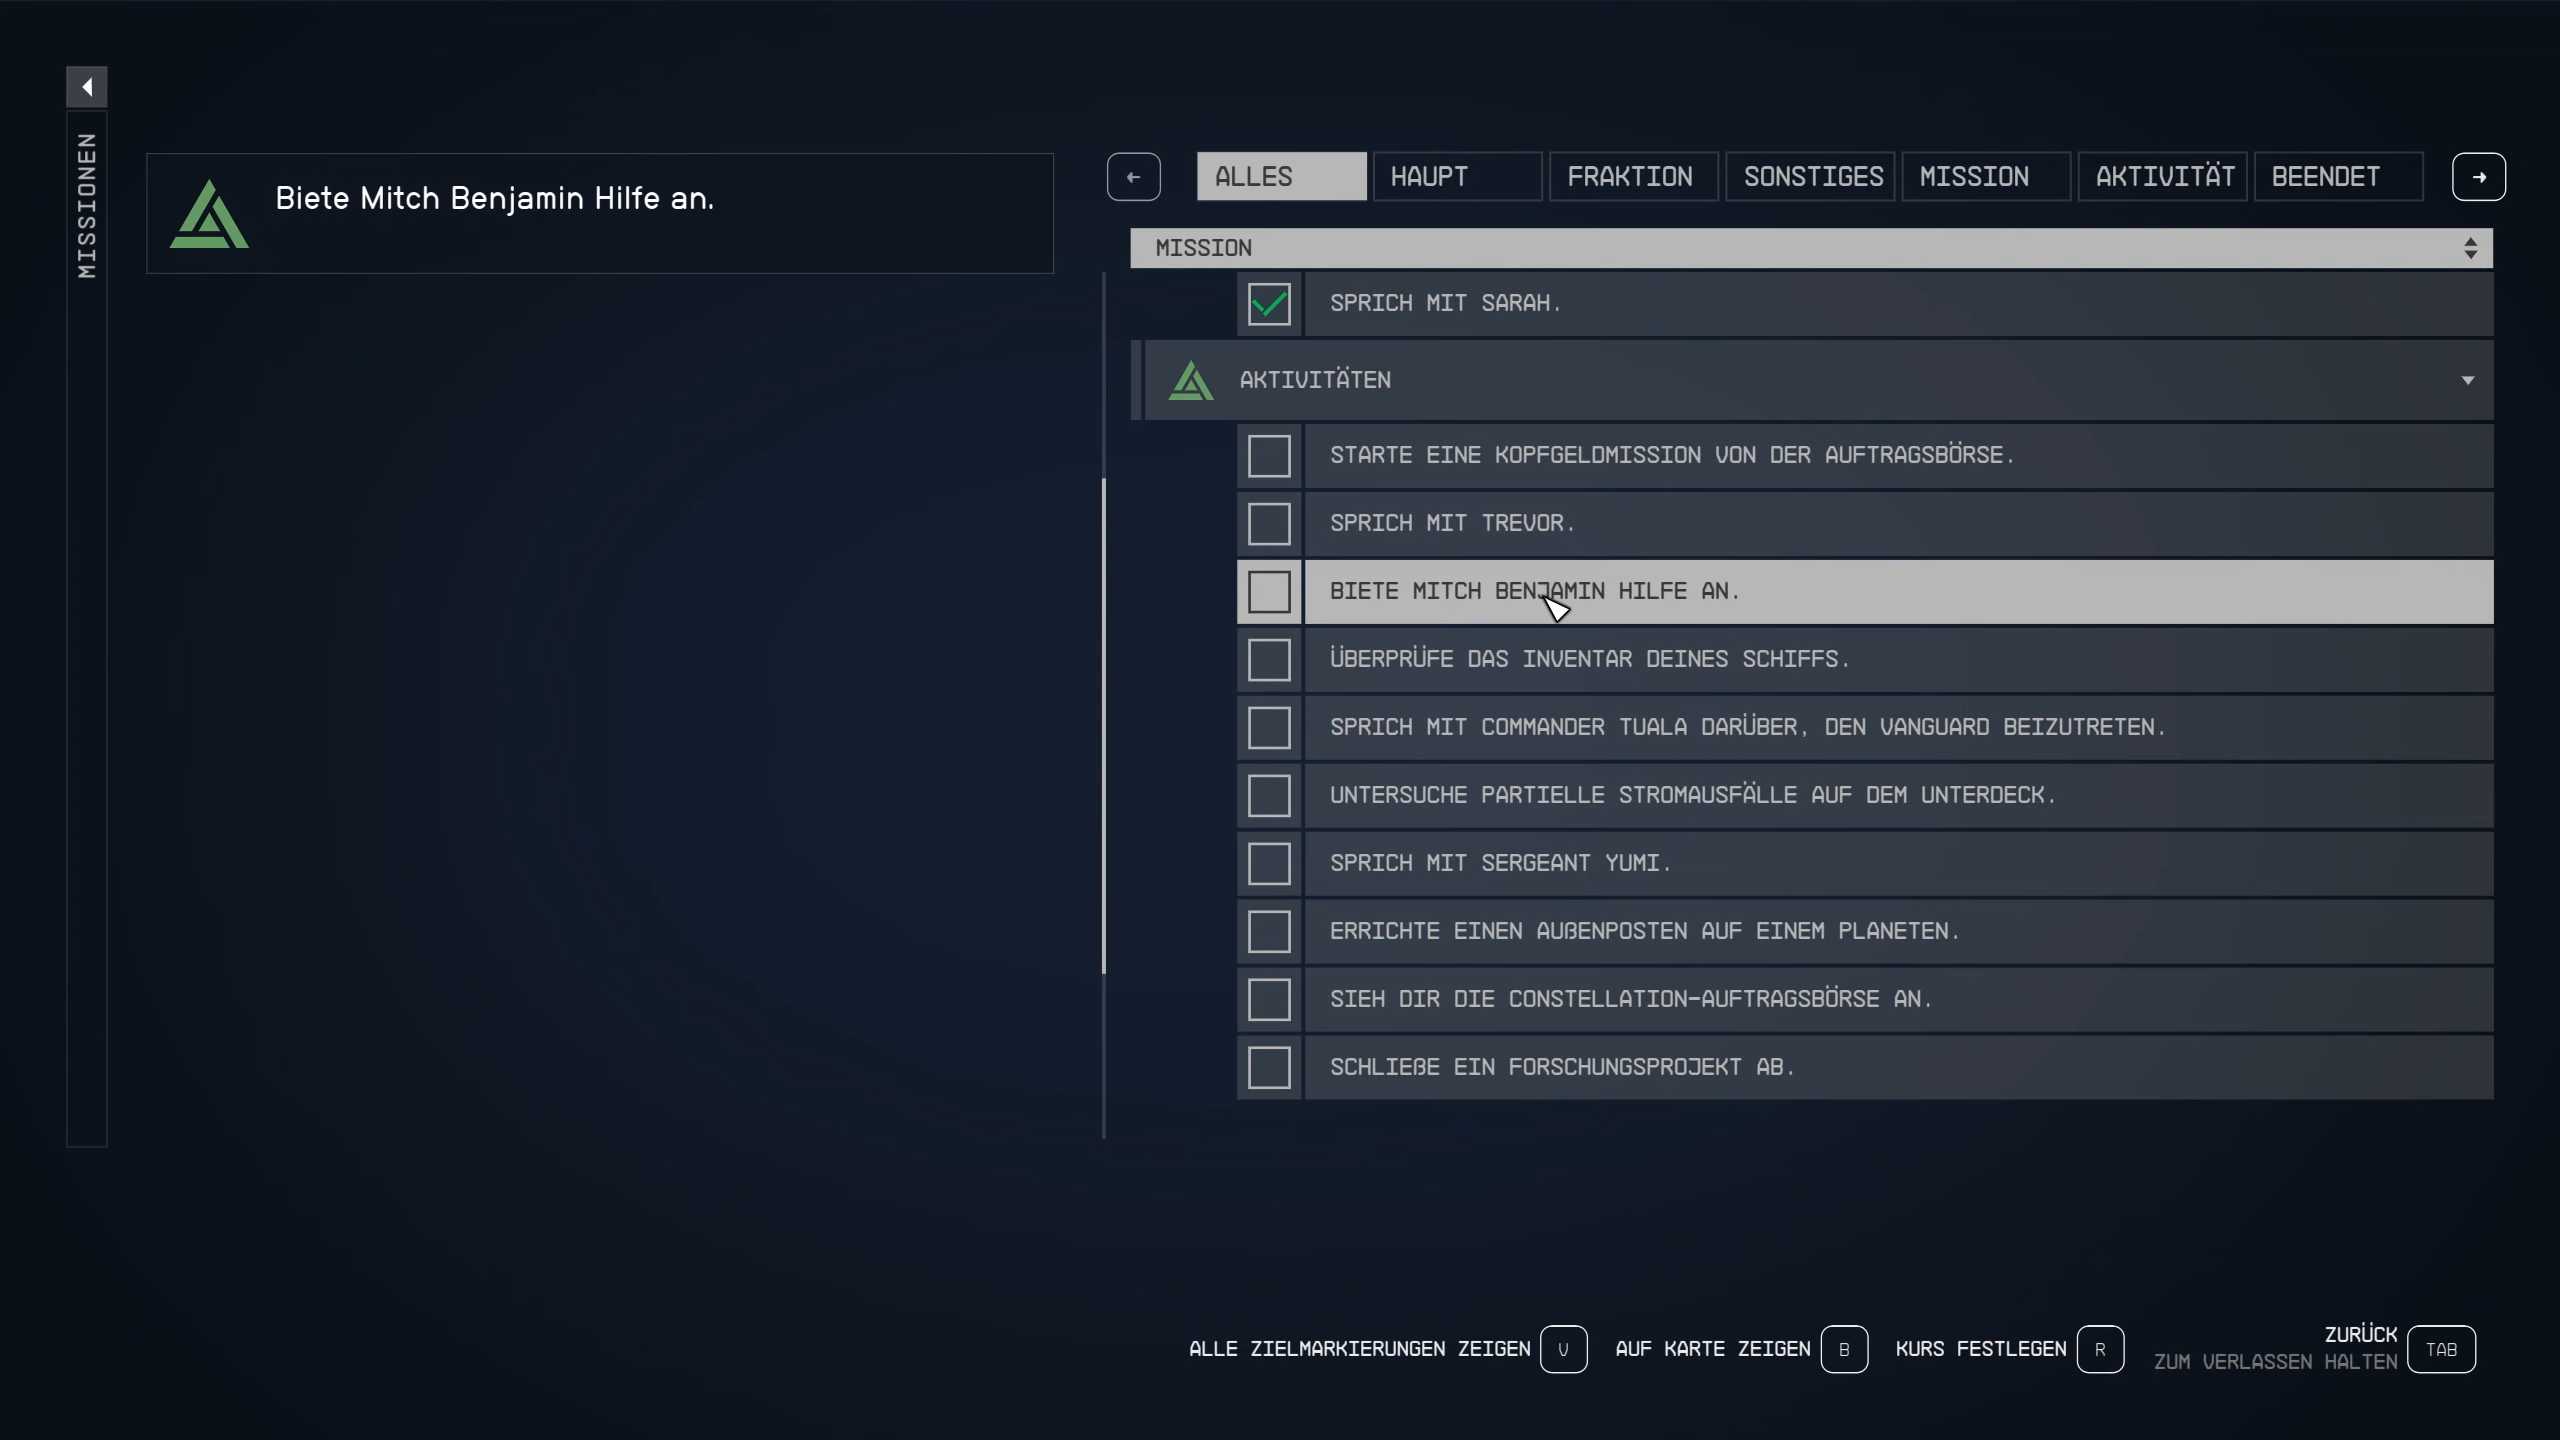 MISSIONEN
Biete Mitch Benjamin Hilfe an.
ALLES
HAUPT
FRAKTION
SONSTIGES
MISSION
AKTIVITÄT
BEENDET
MISSION
SPRICH MIT SARAH.
AKTIVITÄTEN
STARTE EINE KOPFGELDMISSION VON DER AUFTRAGSBÖRSE.
SPRICH MIT TREVOR.
BIETE MITCH BENJAMIN HILFE AN.
ÜBERPRÜFE DAS INVENTAR DEINES SCHIFFS.
SPRICH MIT COMMANDER TUALA DARÜBER, DEN VANGUARD BEIZUTRETEN.
UNTERSUCHE PARTIELLE STROMAUSFÄLLE AUF DEM UNTERDECK.
SPRICH MIT SERGEANT YUMI.
ERRICHTE EINEN AUßENPOSTEN AUF EINEM PLANETEN.
SIEH DIR DIE CONSTELLATION-AUFTRAGSBÖRSE AN.
SCHLIEßE EIN FORSCHUNGSPROJEKT AB.
ALLE ZIELMARKIERUNGEN ZEIGEN V
AUF KARTE ZEIGEN B
KURS FESTLEGEN R
ZURÜCK
ZUM VERLASSEN HALTEN TAB